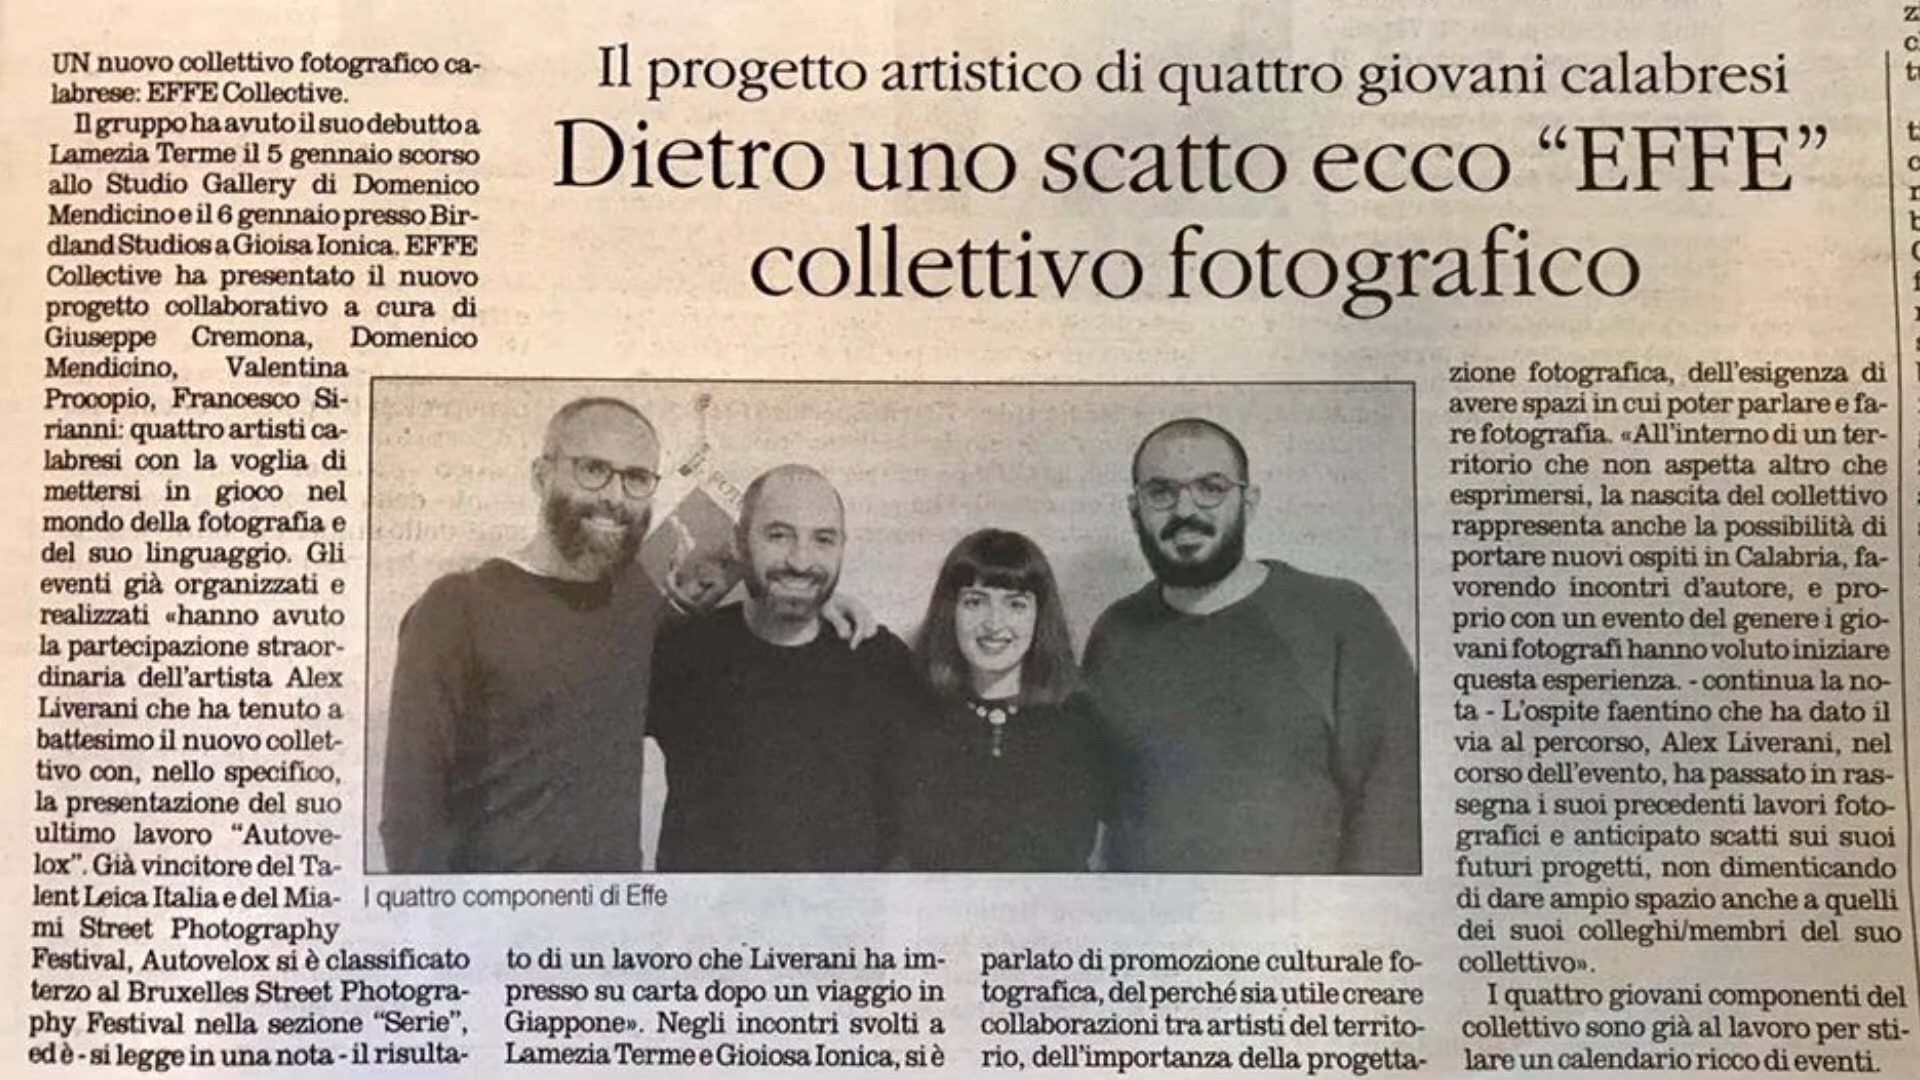 Il progetto artistico di quattro giovani calabresi
Dietro uno scatto ecco “EFFE”
collettivo fotografico
UN nuovo collettivo fotografico ca-
labrese: EFFE Collective.
Il gruppo ha avuto il suo debutto a
Lamezia Terme il 5 gennaio scorso
allo Studio Gallery di Domenico
Mendicino e il 6 gennaio presso Bir-
dland Studios a Gioisa Ionica. EFFE
Collective ha presentato il nuovo
progetto collaborativo a cura di
Giuseppe Cremona, Domenico
Mendicino, Valentina
Procopio, Francesco Si-
rianni: quattro artisti ca-
labresi con la voglia di
mettersi in gioco nel
mondo della fotografia e
del suo linguaggio. Gli
eventi già organizzati e
realizzati «hanno avuto
la partecipazione straor-
dinaria dell'artista Alex
Liverani che ha tenuto a
battesimo il nuovo collet-
tivo con, nello specifico,
la presentazione del suo
ultimo lavoro “Autove-
lox”. Già vincitore del Ta-
lent Leica Italia e del Mia-
mi Street Photography
Festival, Autovelox si è classificato
terzo al Bruxelles Street Photogra-
phy Festival nella sezione “Serie”,
ed è - si legge in una nota - il risulta-
I quattro componenti di Effe
to di un lavoro che Liverani ha im-
presso su carta dopo un viaggio in
Giappone». Negli incontri svolti a
Lamezia Terme e Gioiosa Ionica, si è
parlato di promozione culturale fo-
tografica, del perché sia utile creare
collaborazioni tra artisti del territo-
rio, dell'importanza della progetta-
zione fotografica, dell'esigenza di
avere spazi in cui poter parlare e fa-
re fotografia. «All'interno di un ter-
ritorio che non aspetta altro che
esprimersi, la nascita del collettivo
rappresenta anche la possibilità di
portare nuovi ospiti in Calabria, fa-
vorendo incontri d'autore, e pro-
prio con un evento del genere i gio-
vani fotografi hanno voluto iniziare
questa esperienza. - continua la no-
ta - L'ospite faentino che ha dato il
via al percorso, Alex Liverani, nel
corso dell'evento, ha passato in ras-
segna i suoi precedenti lavori foto-
grafici e anticipato scatti sui suoi
futuri progetti, non dimenticando
di dare ampio spazio anche a quelli
dei suoi colleghi/membri del suo
collettivo».
I quattro giovani componenti del
collettivo sono già al lavoro per sti-
lare un calendario ricco di eventi.